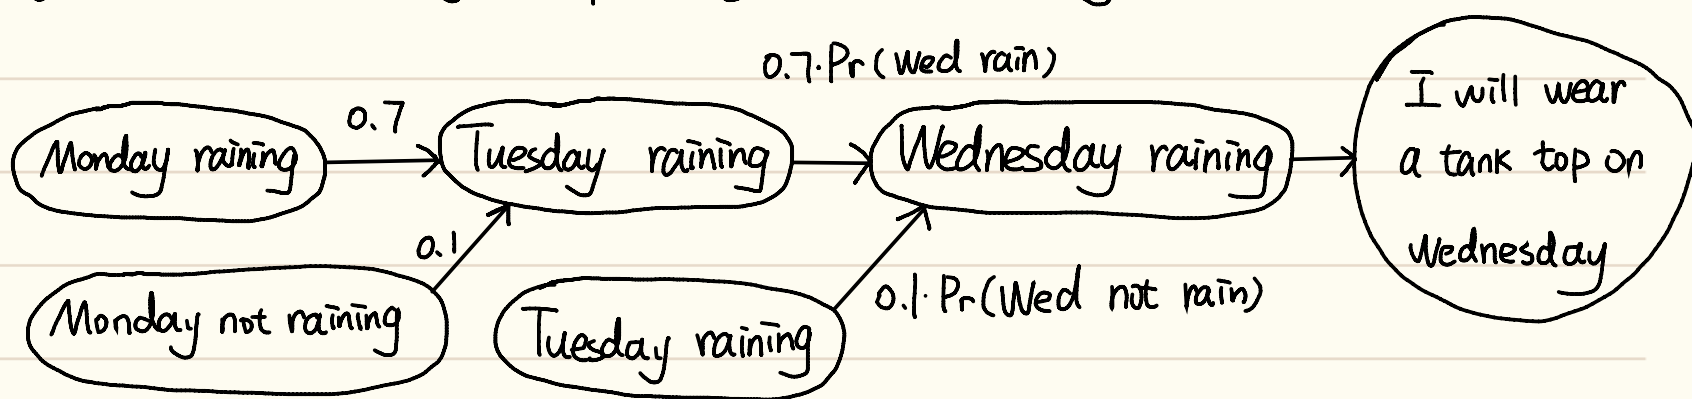 0.7·Pr(Wed rain)
Monday raining
0.7
Tuesday raining
Wednesday raining
I will wear
a tank top on
Wednesday
0.1
Monday not raining
Tuesday raining
0.1·Pr(Wed not rain)